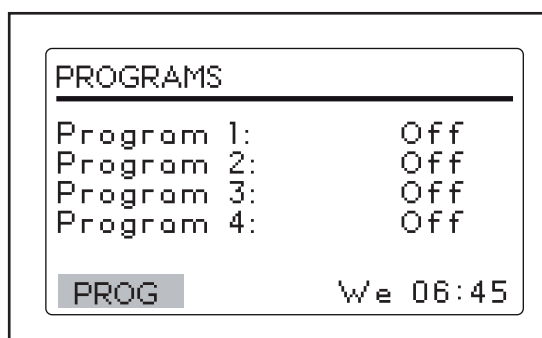 PROGRAMS
Program 1: Off
Program 2: Off
Program 3: Off
Program 4: Off
PROG We 06:45